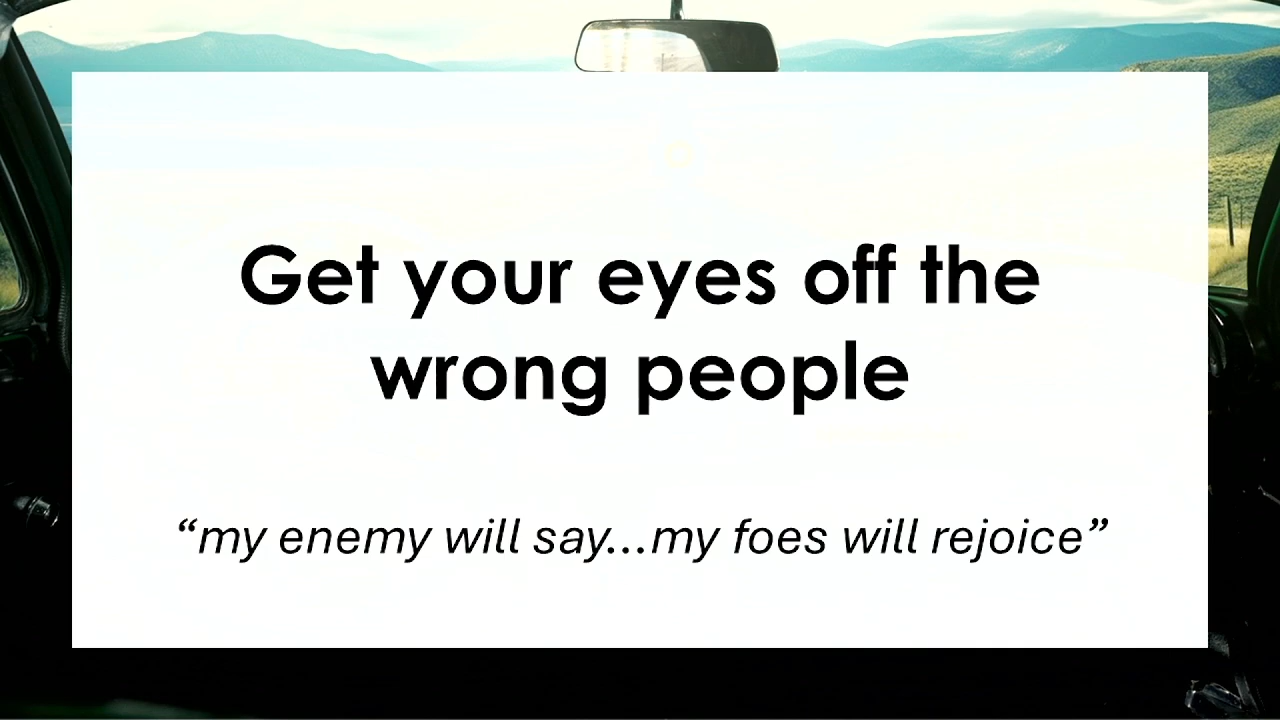 Get your eyes off the
wrong people
“my enemy will say...my foes will rejoice”